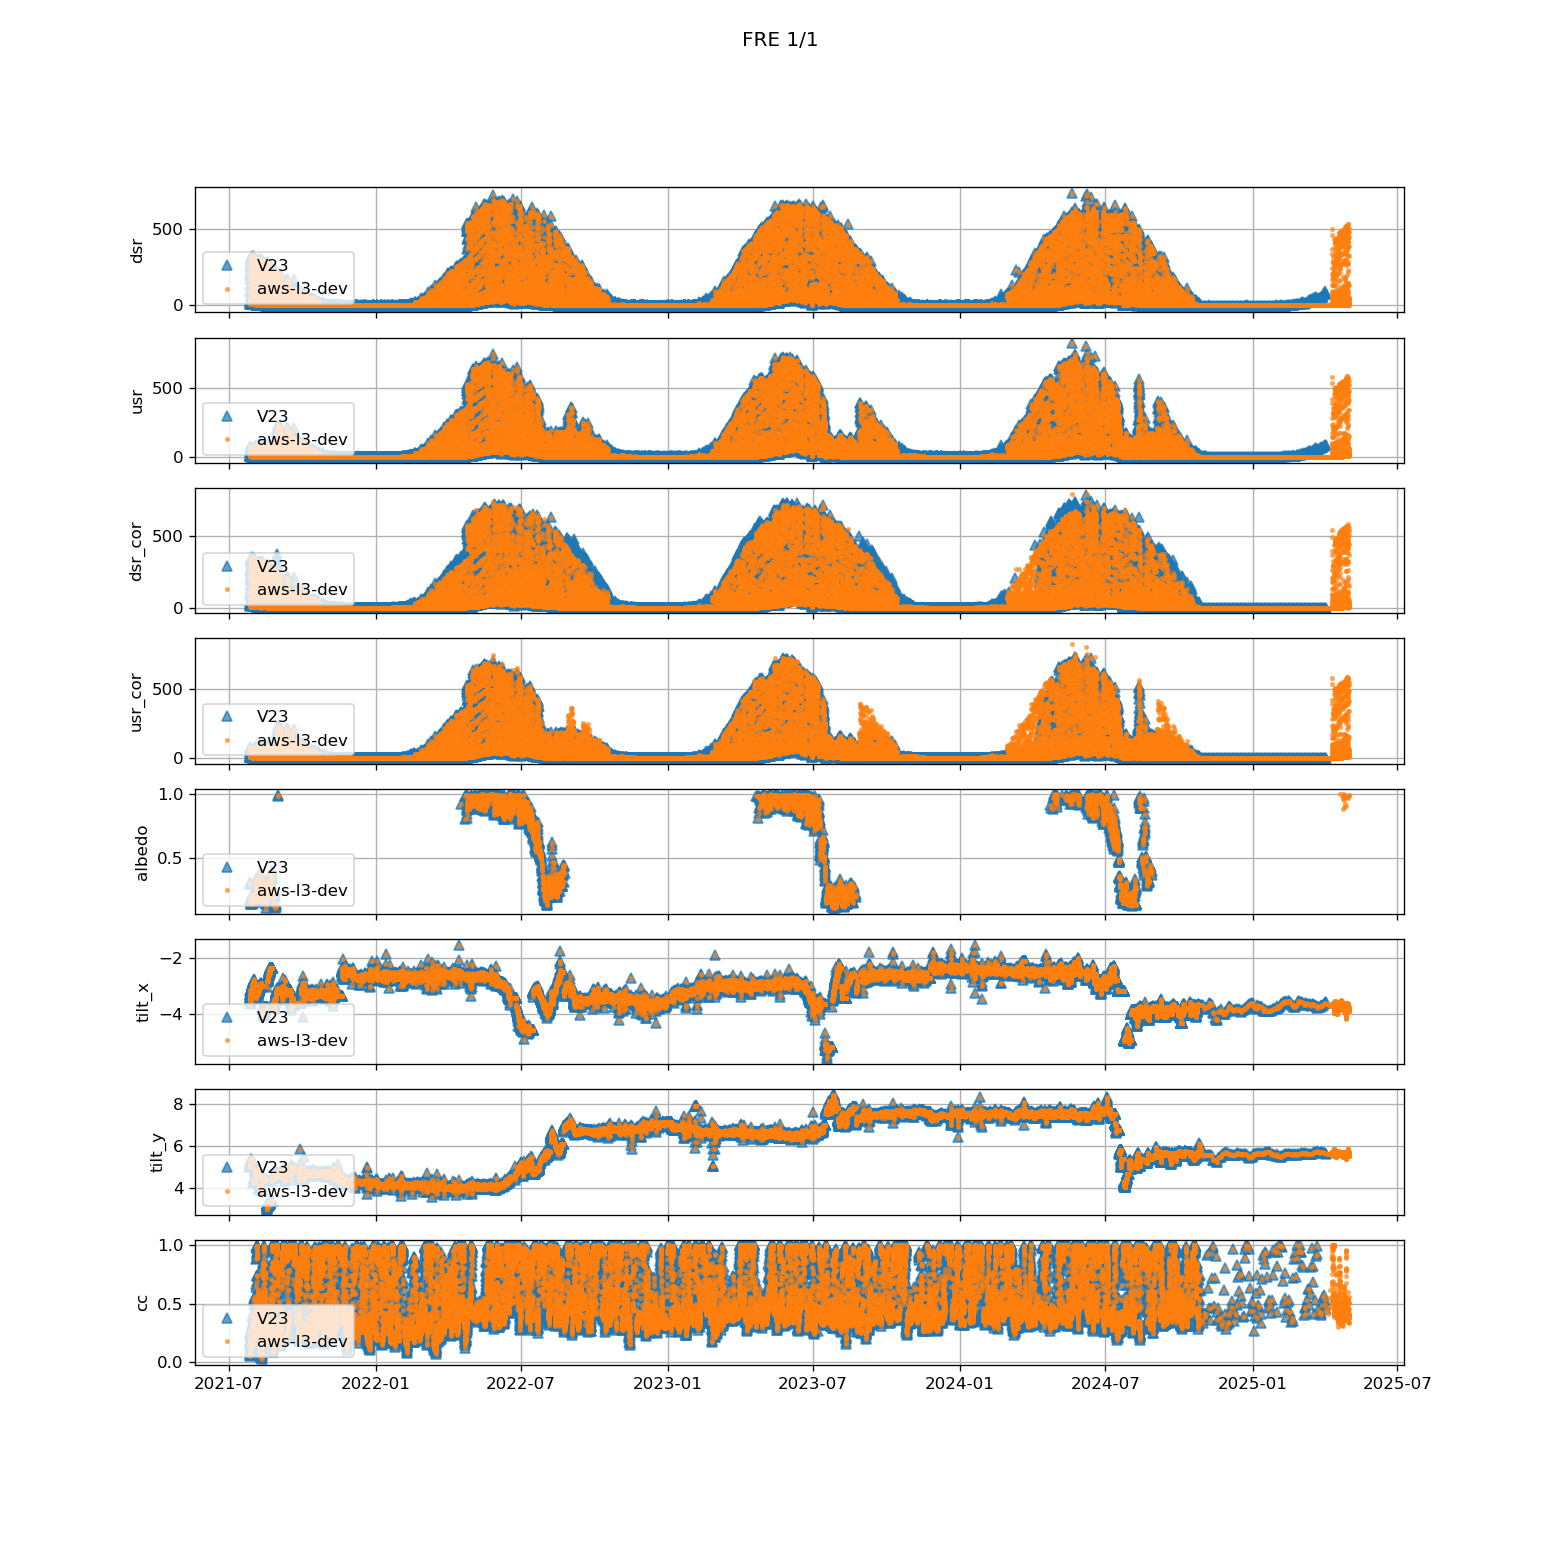 FRE 1/1
dsr
500
0
V23
aws-l3-dev
usr
500
0
V23
aws-l3-dev
dsr_cor
500
0
V23
aws-l3-dev
usr_cor
500
0
V23
aws-l3-dev
albedo
1.0
0.5
V23
aws-l3-dev
tilt_x
−2
−4
V23
aws-l3-dev
tilt_y
8
6
4
V23
aws-l3-dev
cc
1.0
0.5
0.0
V23
aws-l3-dev
2021-07 2022-01 2022-07 2023-01 2023-07 2024-01 2024-07 2025-01 2025-07